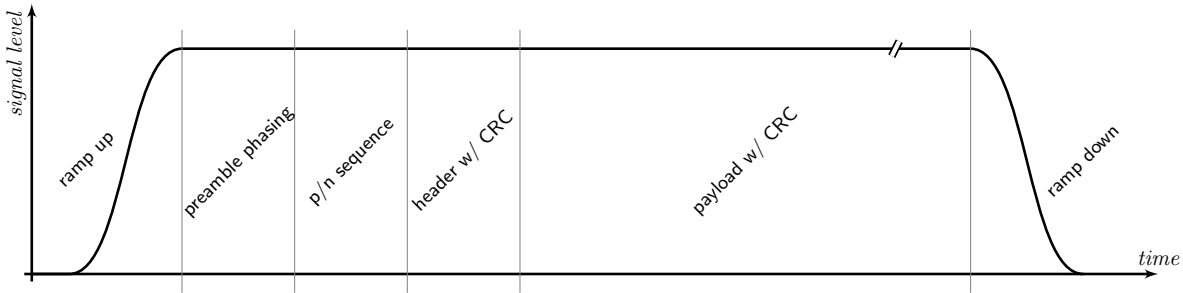 signal level
ramp up
preamble phasing
p/n sequence
header w/ CRC
payload w/ CRC
ramp down
time